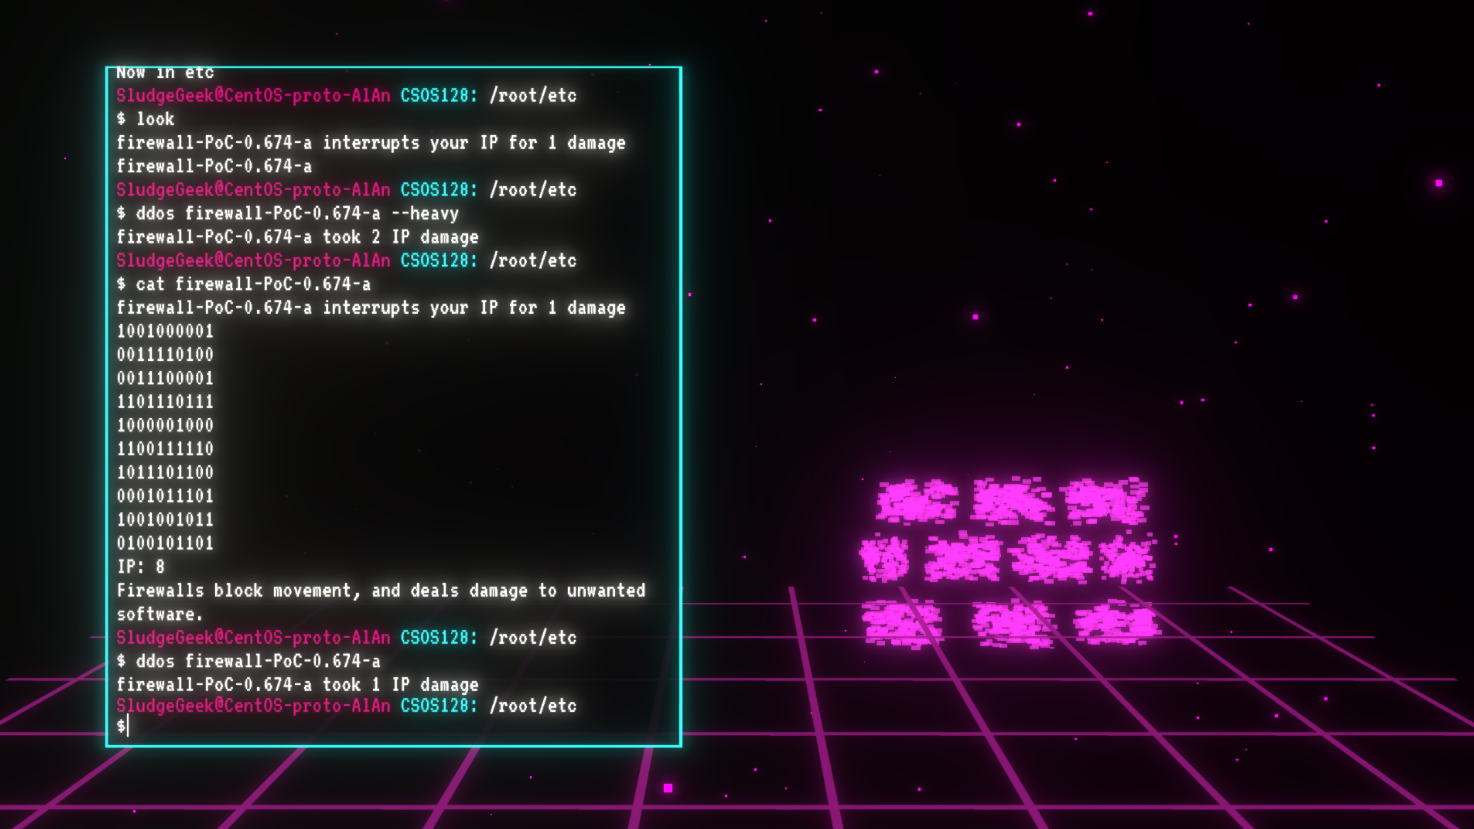 Now in etc
SludgeGeek@CentOS-proto-AlAn CSOS128: /root/etc
$ look
firewall-PoC-0.674-a interrupts your IP for 1 damage
firewall-PoC-0.674-a
SludgeGeek@CentOS-proto-AlAn CSOS128: /root/etc
$ ddos firewall-PoC-0.674-a --heavy
firewall-PoC-0.674-a took 2 IP damage
SludgeGeek@CentOS-proto-AlAn CSOS128: /root/etc
$ cat firewall-PoC-0.674-a
firewall-PoC-0.674-a interrupts your IP for 1 damage
1001000001
0011110100
0011100001
1101110111
1000001000
1100111110
1011101100
0001011101
1001001011
0100101101
IP: 8
Firewalls block movement, and deals damage to unwanted
software.
SludgeGeek@CentOS-proto-AlAn CSOS128: /root/etc
$ ddos firewall-PoC-0.674-a
firewall-PoC-0.674-a took 1 IP damage
SludgeGeek@CentOS-proto-AlAn CSOS128: /root/etc
$